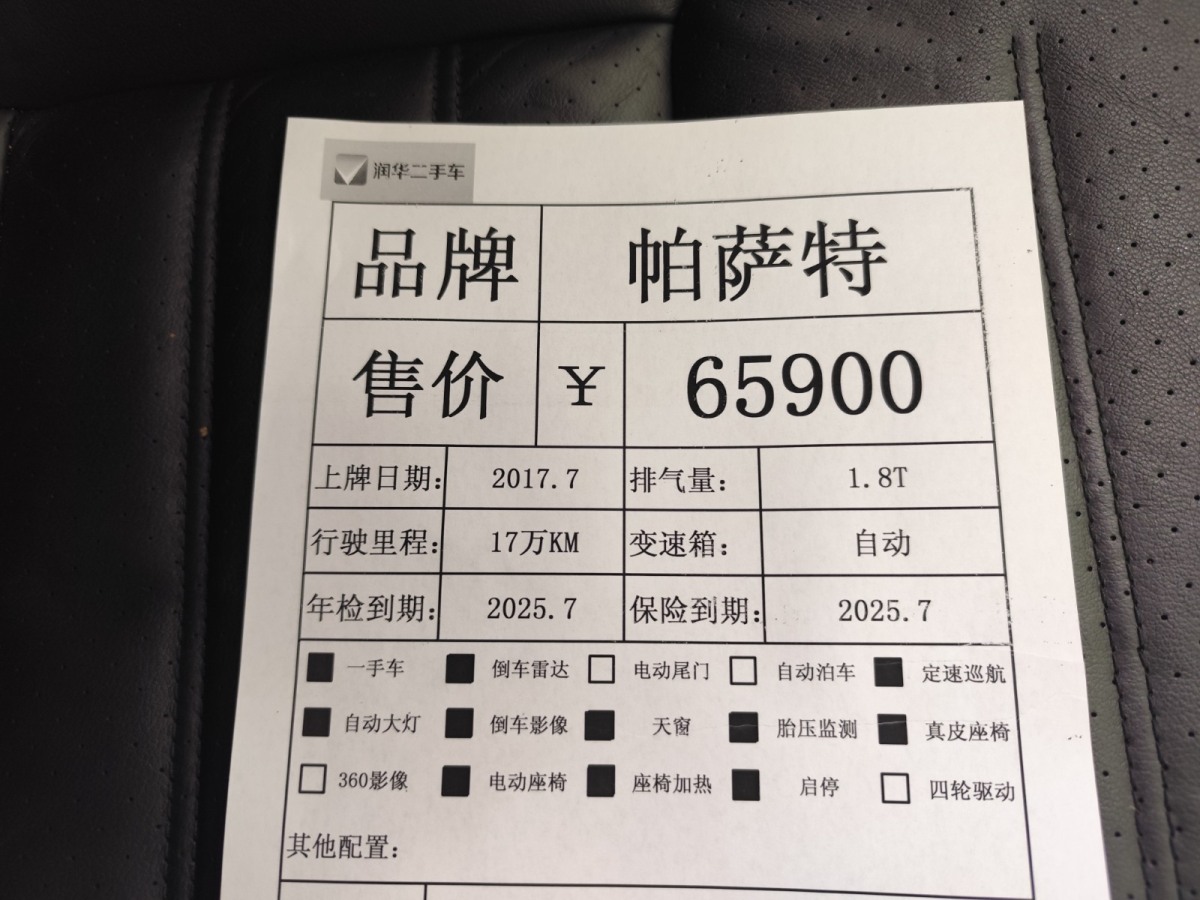 润华二手车
品牌 帕萨特
售价 ¥ 65900
上牌日期： 2017.7 排气量： 1.8T
行驶里程： 17万KM 变速箱： 自动
年检到期： 2025.7 保险到期： 2025.7
■ 一手车 ■ 倒车雷达 □ 电动尾门 □ 自动泊车 ■ 定速巡航
■ 自动大灯 ■ 倒车影像 ■ 天窗 ■ 胎压监测 ■ 真皮座椅
□ 360影像 ■ 电动座椅 ■ 座椅加热 ■ 启停 □ 四轮驱动
其他配置：